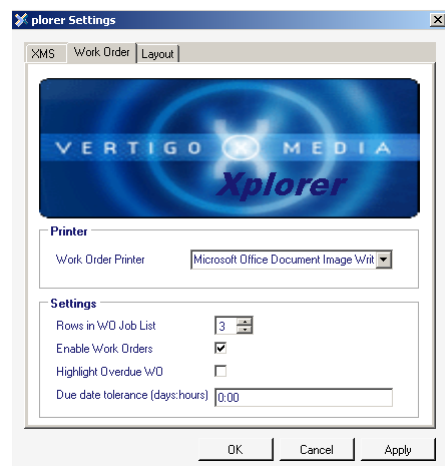 plorer Settings
XMS Work Order Layout
VERTIGO X MEDIA
Xplorer
Printer
Work Order Printer Microsoft Office Document Image Writ
Settings
Rows in WO Job List 3
Enable Work Orders
Highlight Overdue WO
Due date tolerance (days:hours) 0:00
OK Cancel Apply